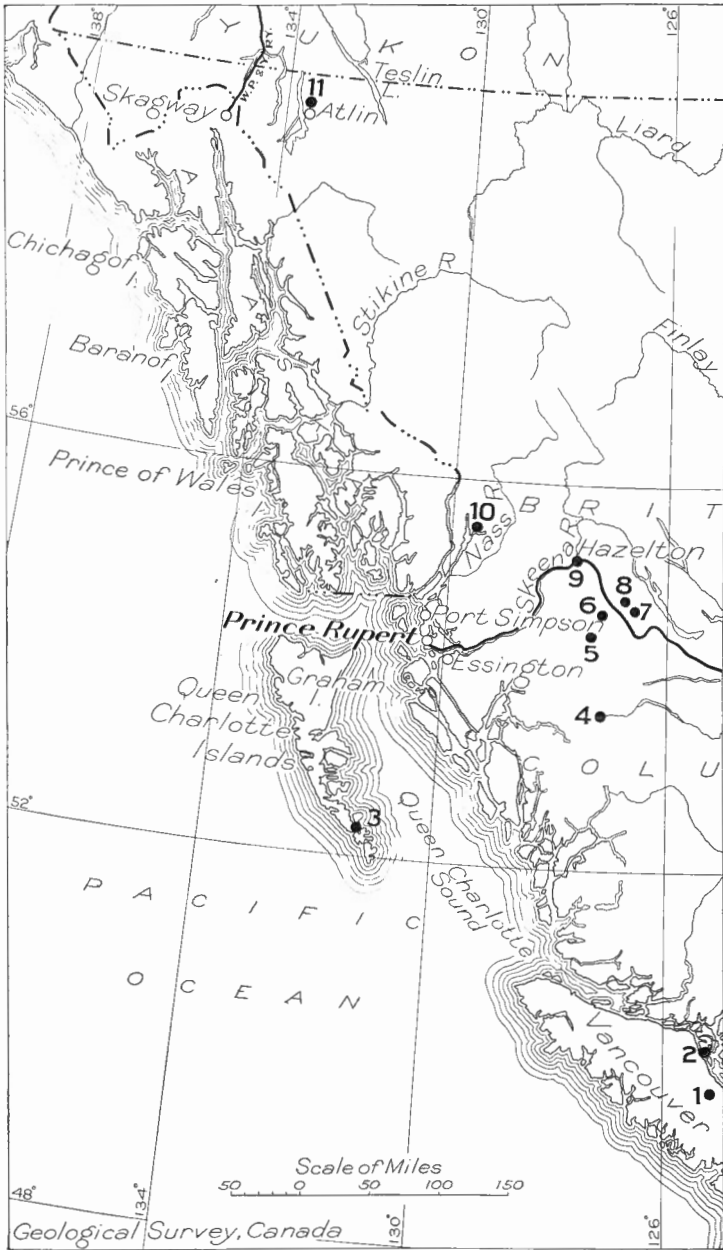 138°
134°
130°
126°
Y U K O N
W.P. & Y. RY.
Teslin
L.
11
Skagway
Atlin
Liard
A L A S
Chichagof
I.
Stikine R
Finlay
Baranof
I
56°
Prince of Wales
I.
10
Nass R
B R I T
Skeena R
Hazelton
9
8
7
6
5
Port Simpson
Prince Rupert
Essington
Graham
I.
Queen
Charlotte
Islands
4
C O L U
52°
3
Queen Charlotte
Sound
P A C I F I C
O C E A N
Vancouver
2
1
Scale of Miles
50 0 50 100 150
48°
134°
130°
126°
Geological Survey, Canada